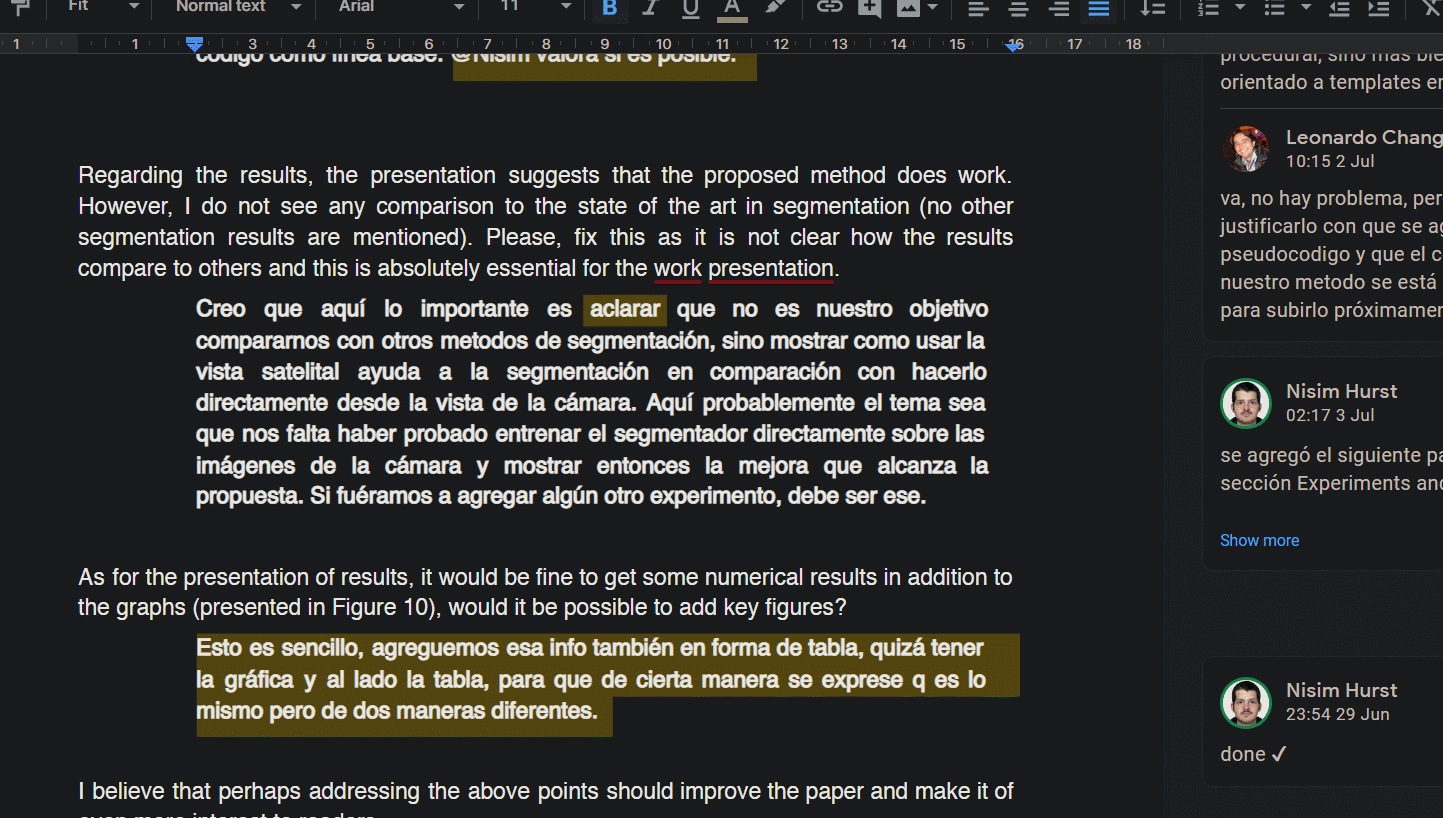 Fit
Normal text
Arial
11
B I U A
1 1 2 3 4 5 6 7 8 9 10 11 12 13 14 15 16 17 18
código como línea base. @Nisim valora si es posible.
Regarding the results, the presentation suggests that the proposed method does work.
However, I do not see any comparison to the state of the art in segmentation (no other
segmentation results are mentioned). Please, fix this as it is not clear how the results
compare to others and this is absolutely essential for the work presentation.
Creo que aquí lo importante es aclarar que no es nuestro objetivo
compararnos con otros metodos de segmentación, sino mostrar como usar la
vista satelital ayuda a la segmentación en comparación con hacerlo
directamente desde la vista de la cámara. Aquí probablemente el tema sea
que nos falta haber probado entrenar el segmentador directamente sobre las
imágenes de la cámara y mostrar entonces la mejora que alcanza la
propuesta. Si fuéramos a agregar algún otro experimento, debe ser ese.
As for the presentation of results, it would be fine to get some numerical results in addition to
the graphs (presented in Figure 10), would it be possible to add key figures?
Esto es sencillo, agreguemos esa info también en forma de tabla, quizá tener
la gráfica y al lado la tabla, para que de cierta manera se exprese q es lo
mismo pero de dos maneras diferentes.
I believe that perhaps addressing the above points should improve the paper and make it of
even more interest to readers.
procedural, sino más bie
orientado a templates e
Leonardo Chang
10:15 2 Jul
va, no hay problema, per
justificarlo con que se ag
pseudocodigo y que el c
nuestro metodo se está
para subirlo próximamer
Nisim Hurst
02:17 3 Jul
se agregó el siguiente pa
sección Experiments and
Show more
Nisim Hurst
23:54 29 Jun
done ✓